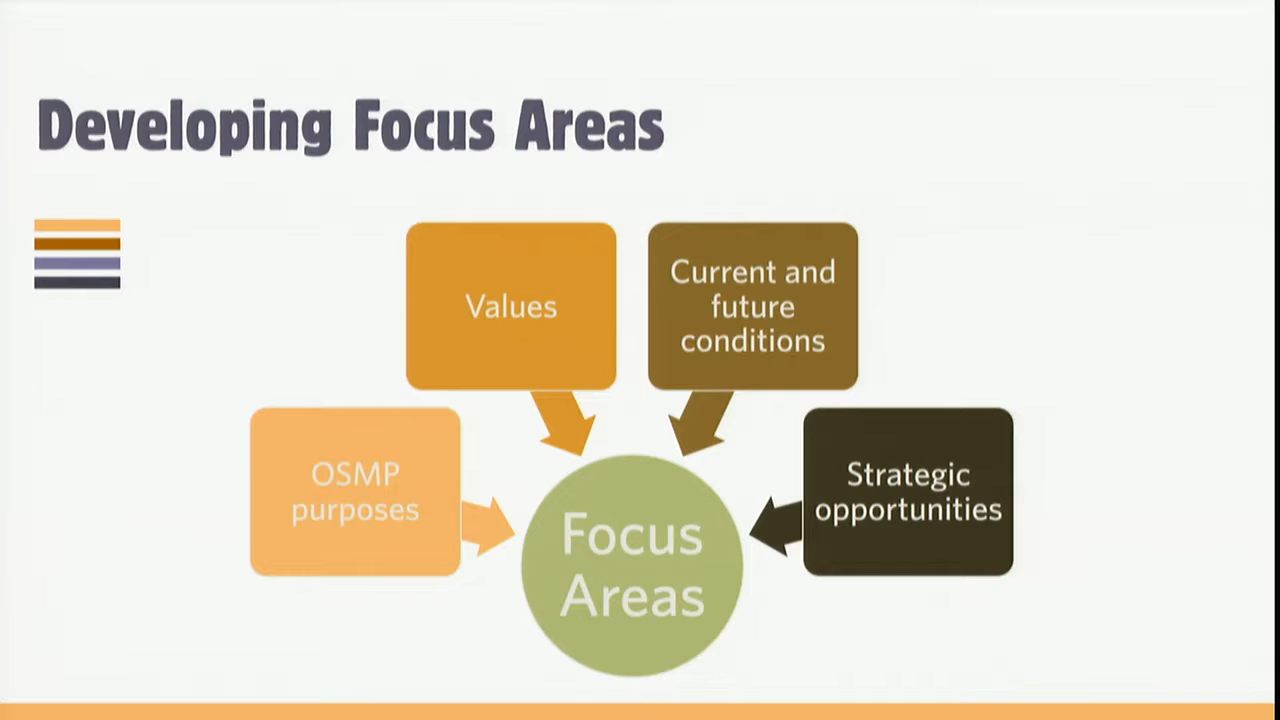 Developing Focus Areas
Values
Current and
future
conditions
OSMP
purposes
Strategic
opportunities
Focus
Areas